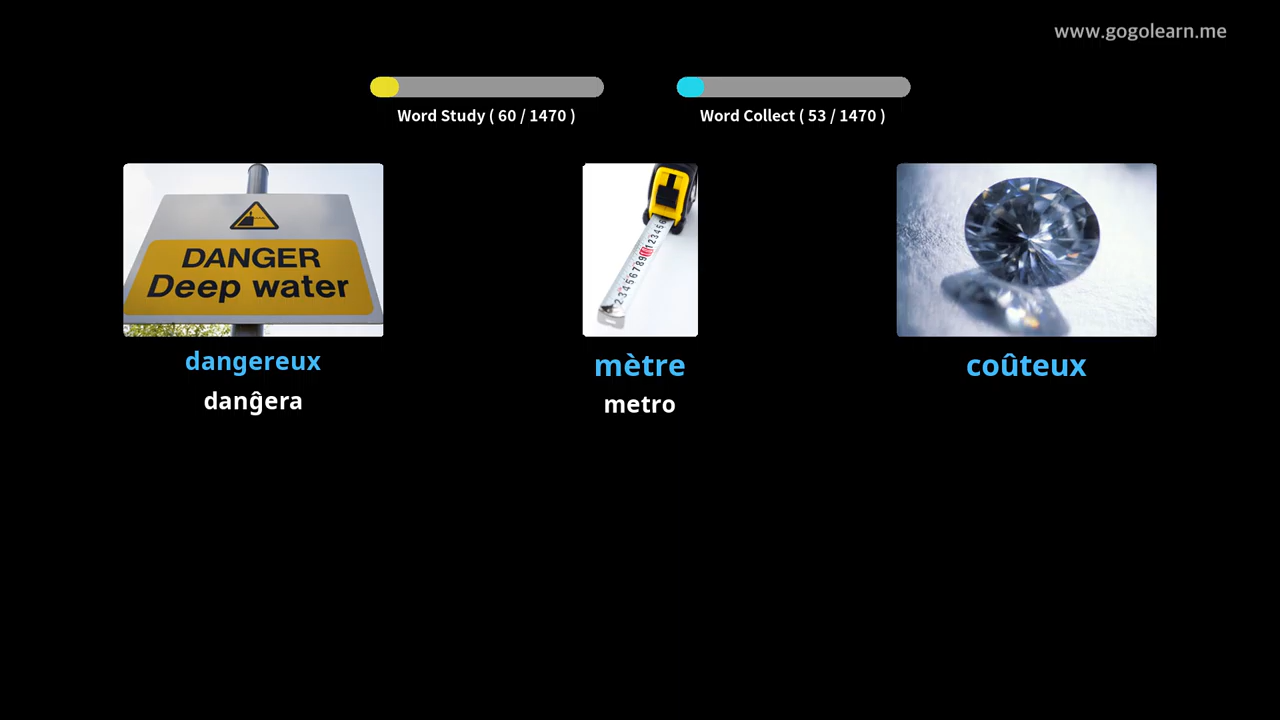 www.gogolearn.me
Word Study ( 60 / 1470 )
Word Collect ( 53 / 1470 )
DANGER
Deep water
dangereux
danĝera
mètre
metro
coûteux